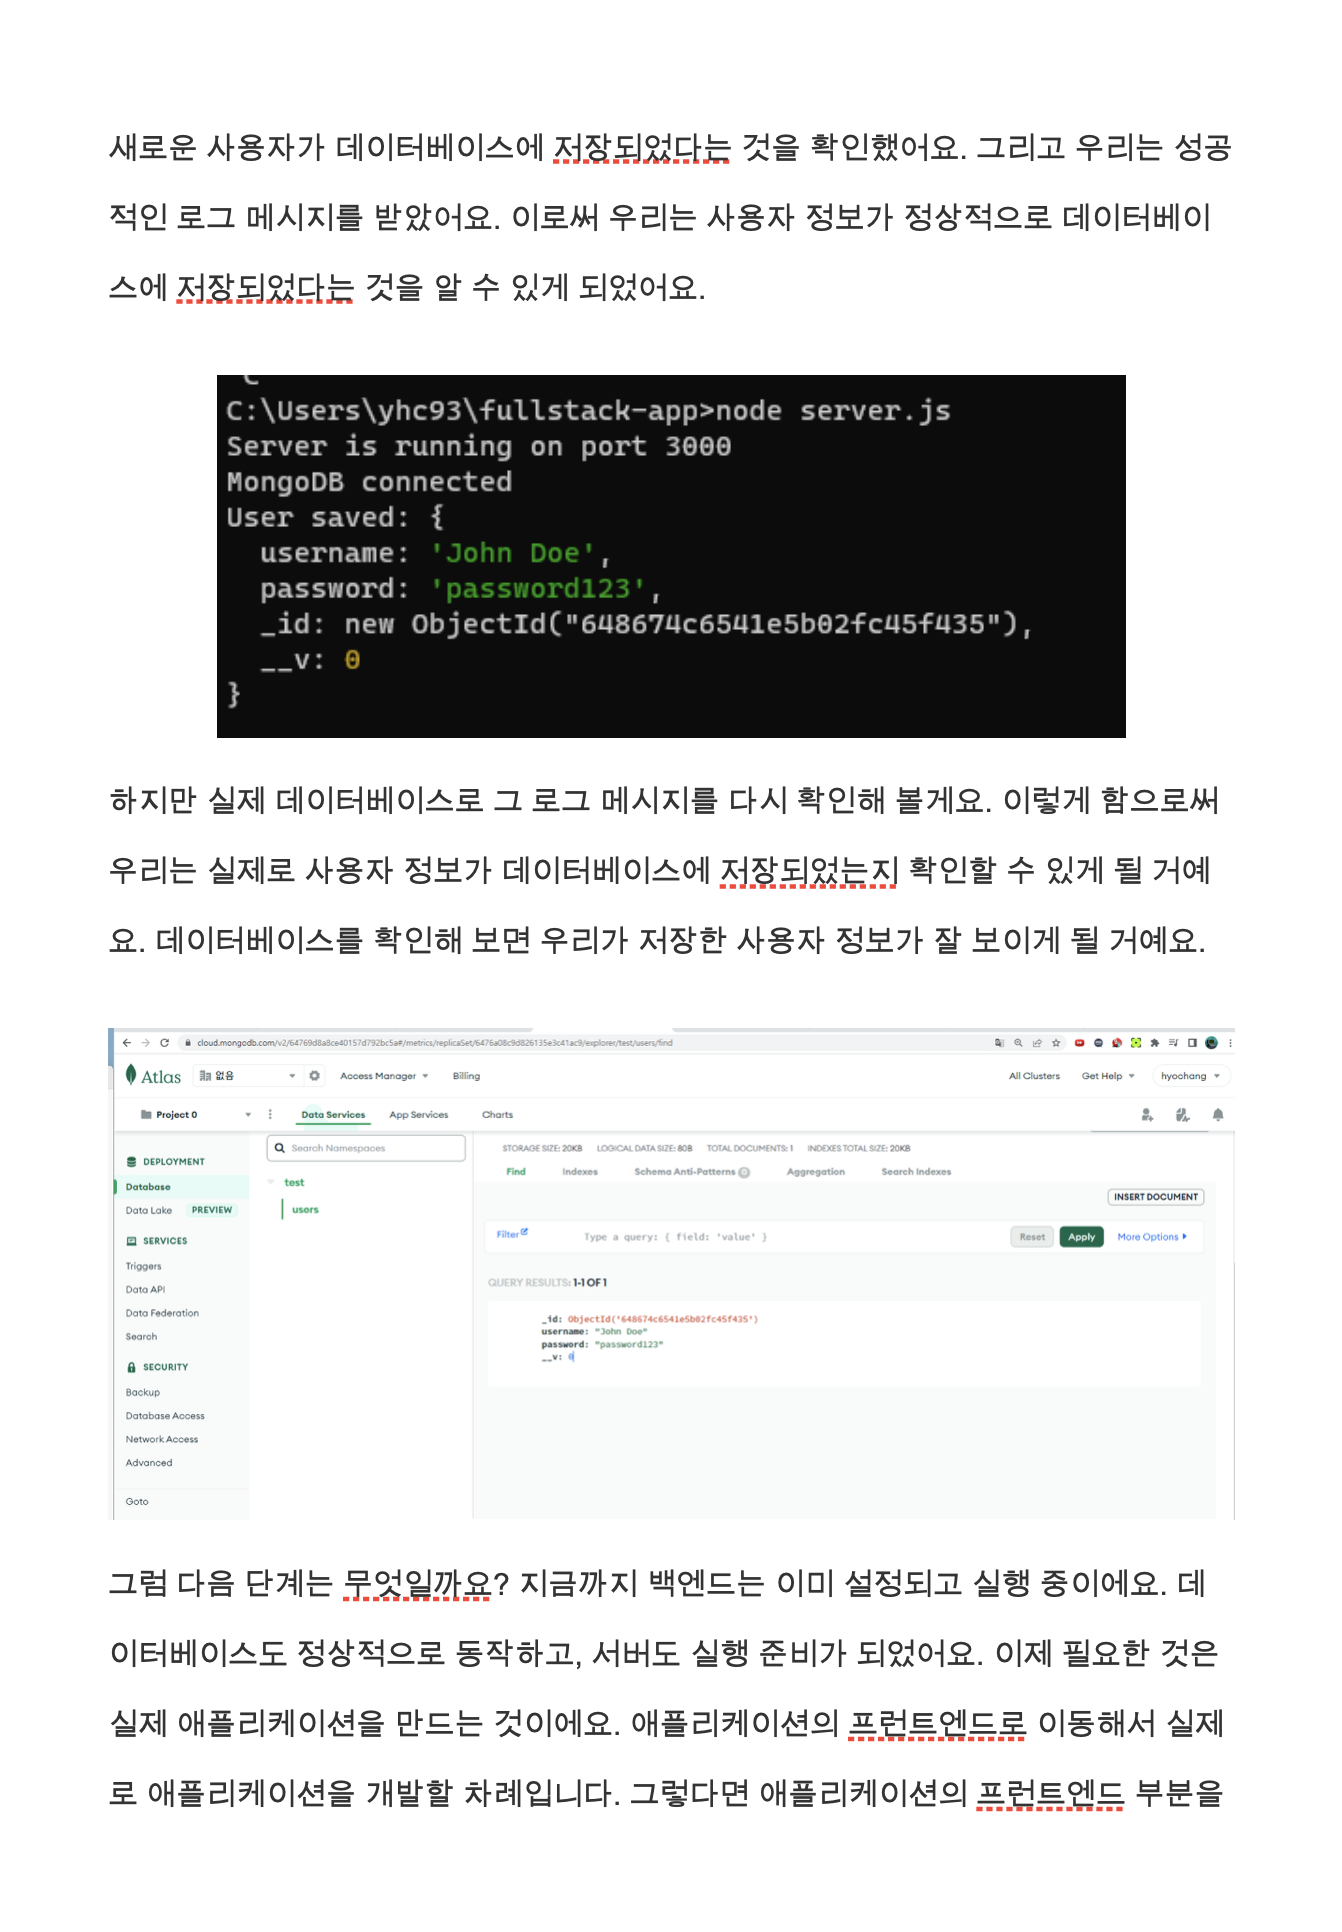 새로운 사용자가 데이터베이스에 저장되었다는 것을 확인했어요. 그리고 우리는 성공
적인 로그 메시지를 받았어요. 이로써 우리는 사용자 정보가 정상적으로 데이터베이
스에 저장되었다는 것을 알 수 있게 되었어요.
C:\Users\yhc93\fullstack-app>node server.js
Server is running on port 3000
MongoDB connected
User saved: {
  username: 'John Doe',
  password: 'password123',
  _id: new ObjectId("648674c6541e5b02fc45f435"),
  __v: 0
}
하지만 실제 데이터베이스로 그 로그 메시지를 다시 확인해 볼게요. 이렇게 함으로써
우리는 실제로 사용자 정보가 데이터베이스에 저장되었는지 확인할 수 있게 될 거예
요. 데이터베이스를 확인해 보면 우리가 저장한 사용자 정보가 잘 보이게 될 거예요.
cloud.mongodb.com/v2/64769d8a8ce40157d792bc5a#/metrics/replicaSet/6476a08c9d826135e3c41ac9/explorer/test/users/find
Atlas 없음 Access Manager Billing All Clusters Get Help hyochang
Project 0 Data Services App Services Charts
DEPLOYMENT
Database
Data Lake PREVIEW
SERVICES
Triggers
Data API
Data Federation
Search
SECURITY
Backup
Database Access
Network Access
Advanced
Goto
Search Namespaces
test
users
STORAGE SIZE: 20KB LOGICAL DATA SIZE: 80B TOTAL DOCUMENTS: 1 INDEXES TOTAL SIZE: 20KB
Find Indexes Schema Anti-Patterns 0 Aggregation Search Indexes
INSERT DOCUMENT
Filter Type a query: { field: 'value' } Reset Apply More Options
QUERY RESULTS: 1-1 OF 1
_id: ObjectId('648674c6541e5b02fc45f435')
username: "John Doe"
password: "password123"
__v: 0
그럼 다음 단계는 무엇일까요? 지금까지 백엔드는 이미 설정되고 실행 중이에요. 데
이터베이스도 정상적으로 동작하고, 서버도 실행 준비가 되었어요. 이제 필요한 것은
실제 애플리케이션을 만드는 것이에요. 애플리케이션의 프런트엔드로 이동해서 실제
로 애플리케이션을 개발할 차례입니다. 그렇다면 애플리케이션의 프런트엔드 부분을